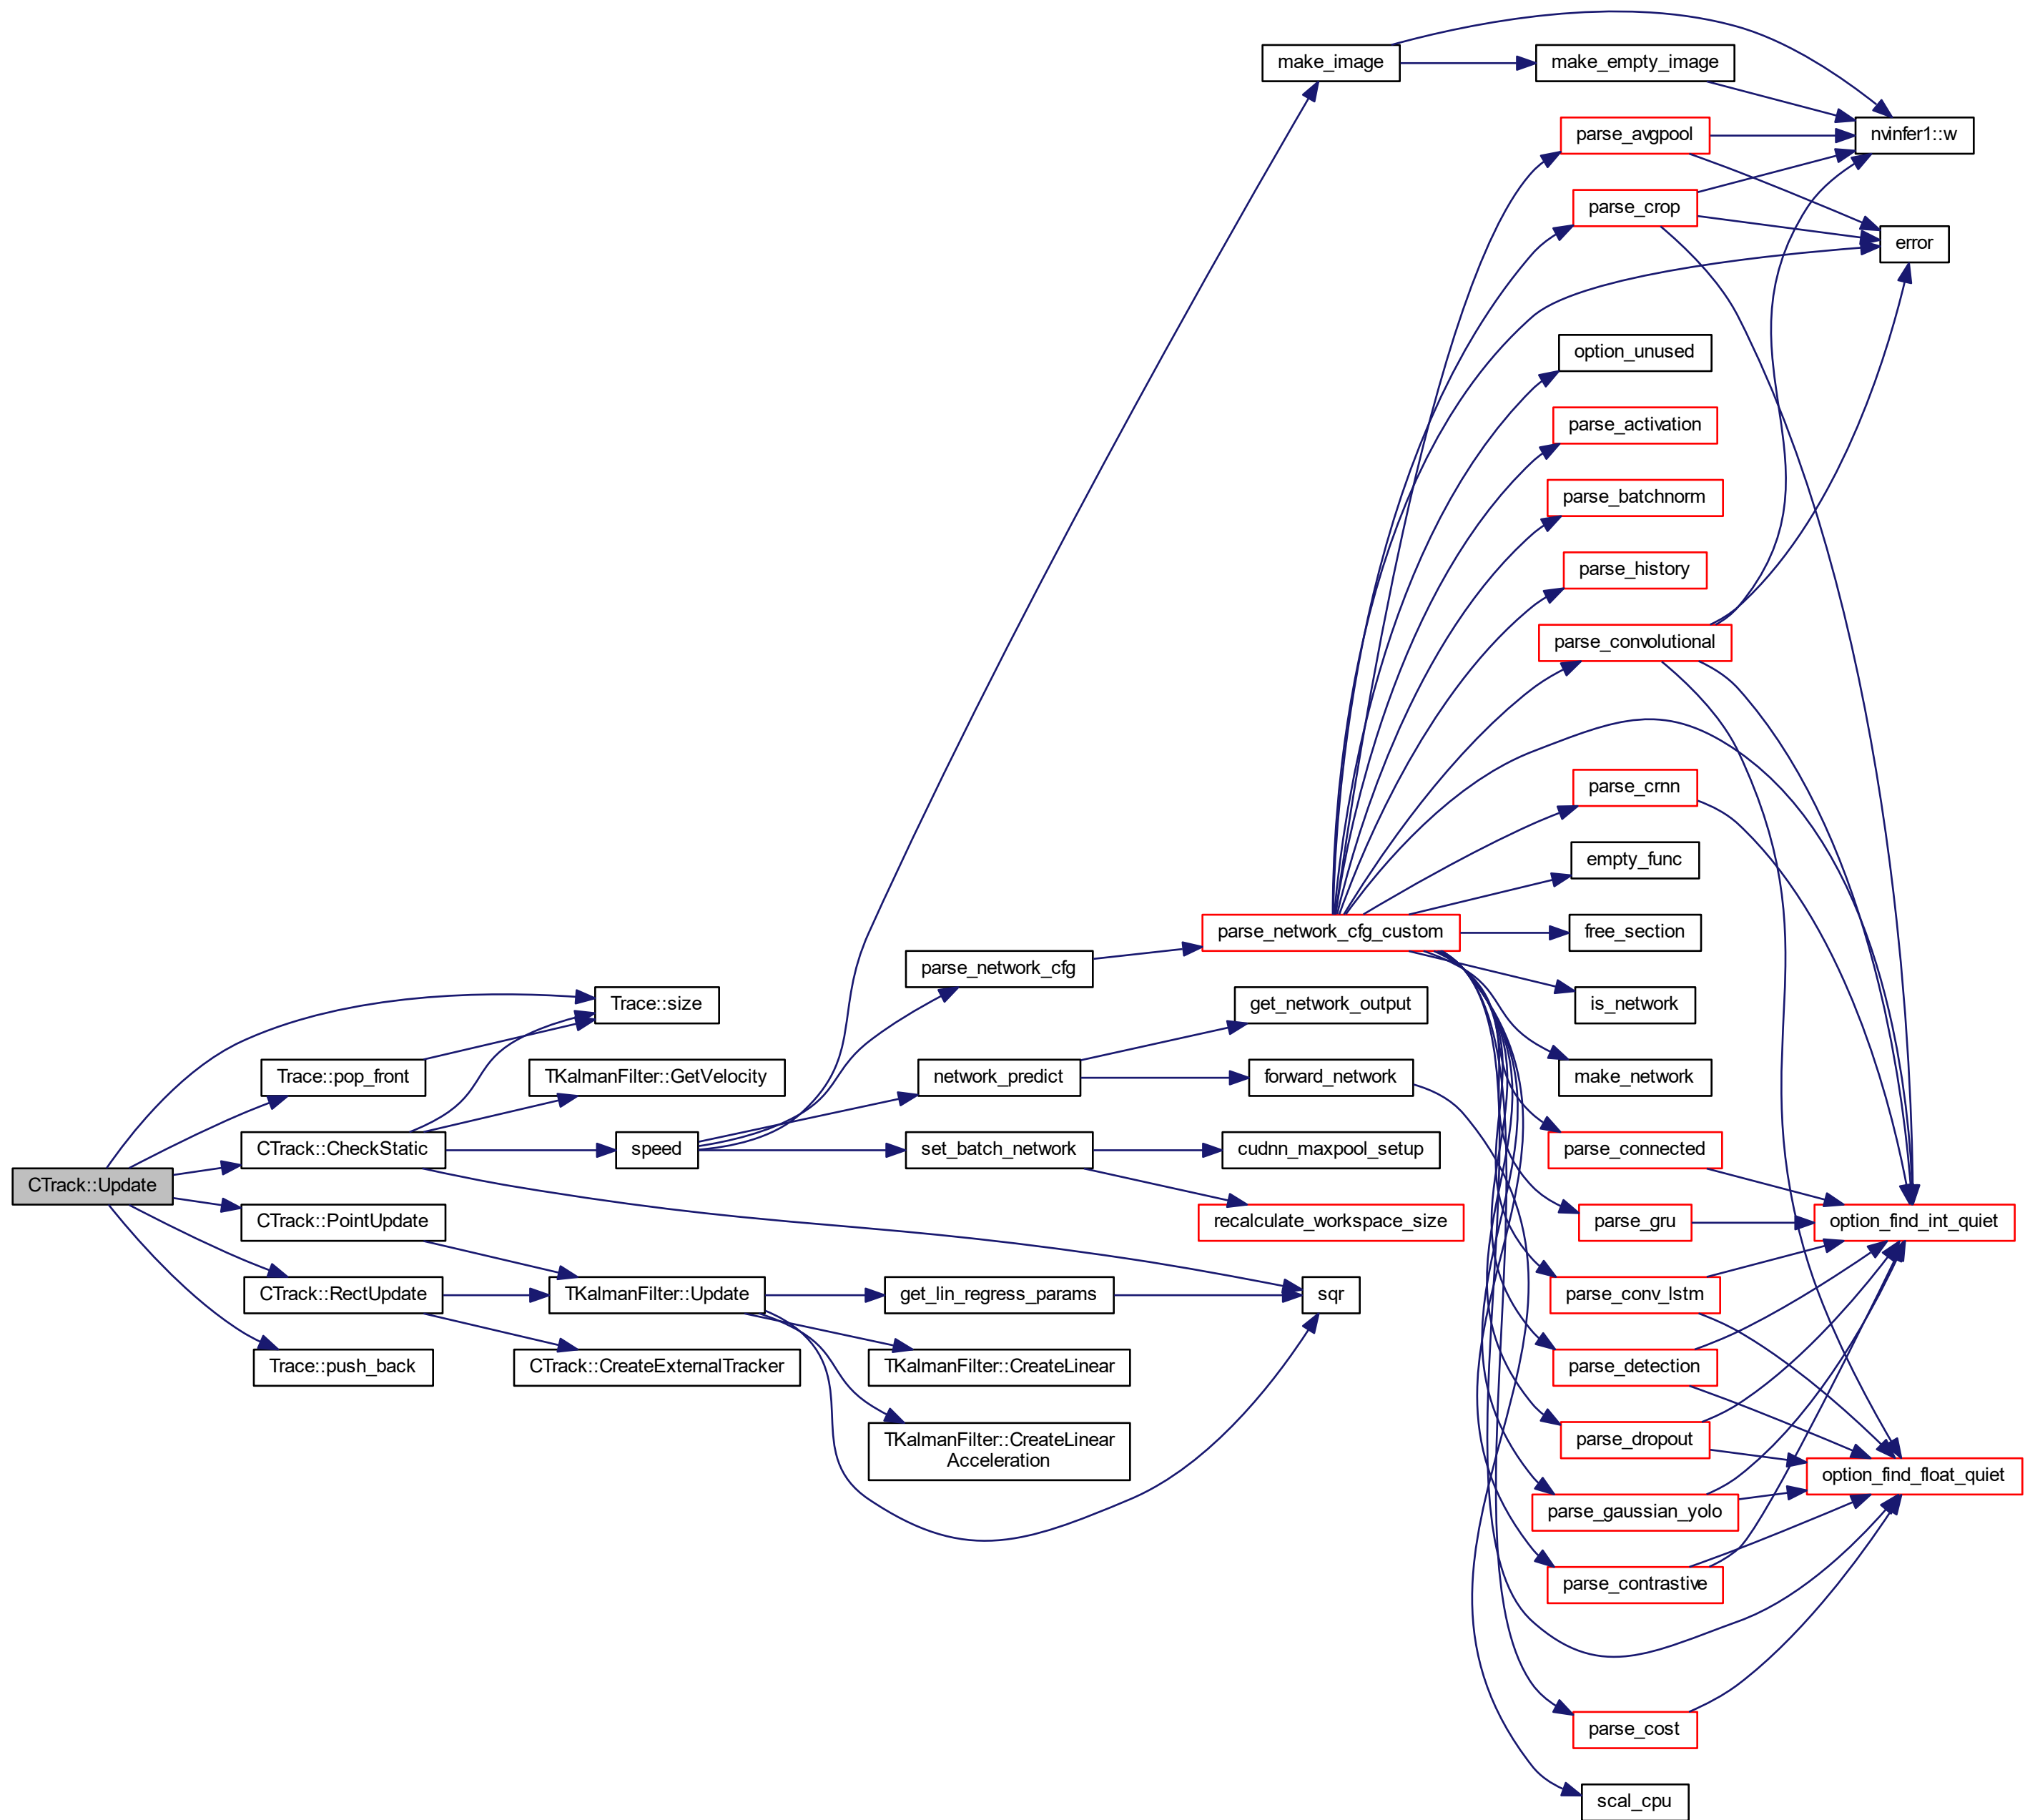 make_image
make_empty_image
nvinfer1::w
parse_avgpool
parse_crop
error
option_unused
parse_activation
parse_batchnorm
parse_history
parse_convolutional
parse_crnn
empty_func
parse_network_cfg_custom
free_section
parse_network_cfg
is_network
Trace::size
get_network_output
Trace::pop_front
TKalmanFilter::GetVelocity
network_predict
forward_network
make_network
CTrack::CheckStatic
speed
set_batch_network
cudnn_maxpool_setup
parse_connected
CTrack::Update
CTrack::PointUpdate
recalculate_workspace_size
parse_gru
option_find_int_quiet
CTrack::RectUpdate
TKalmanFilter::Update
get_lin_regress_params
sqr
parse_conv_lstm
Trace::push_back
CTrack::CreateExternalTracker
TKalmanFilter::CreateLinear
parse_detection
TKalmanFilter::CreateLinear
Acceleration
parse_dropout
option_find_float_quiet
parse_gaussian_yolo
parse_contrastive
parse_cost
scal_cpu